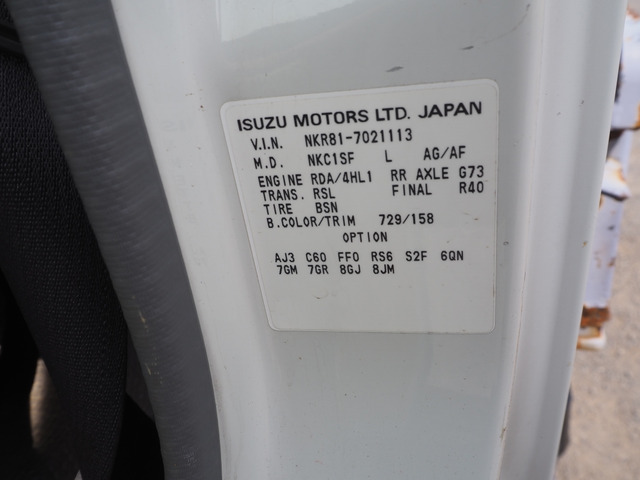 ISUZU MOTORS LTD. JAPAN
V.I.N. NKR81-7021113
M.D. NKC1SF L AG/AF
ENGINE RDA/4HL1 RR AXLE G73
TRANS. RSL FINAL R40
TIRE BSN
B.COLOR/TRIM 729/158
OPTION
AJ3 C60 FF0 RS6 S2F 6QN
7GM 7GR 8GJ 8JM